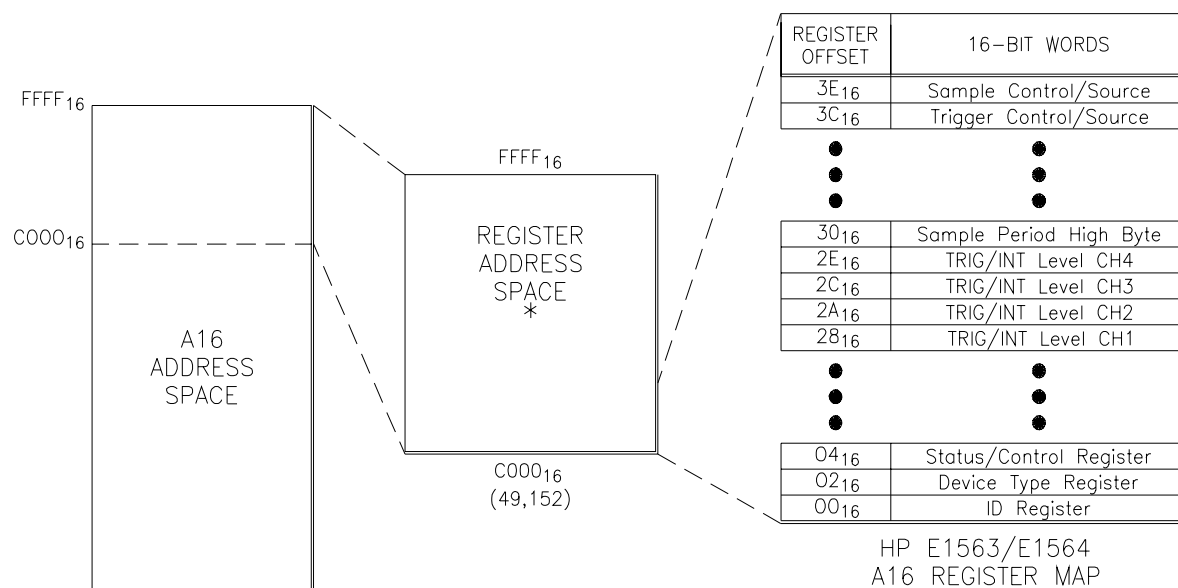 FFFF16
C00016
A16
ADDRESS
SPACE
FFFF16
REGISTER
ADDRESS
SPACE
*
C00016
(49,152)
REGISTER OFFSET 16-BIT WORDS
3E16 Sample Control/Source
3C16 Trigger Control/Source
3016 Sample Period High Byte
2E16 TRIG/INT Level CH4
2C16 TRIG/INT Level CH3
2A16 TRIG/INT Level CH2
2816 TRIG/INT Level CH1
0416 Status/Control Register
0216 Device Type Register
0016 ID Register
HP E1563/E1564
A16 REGISTER MAP